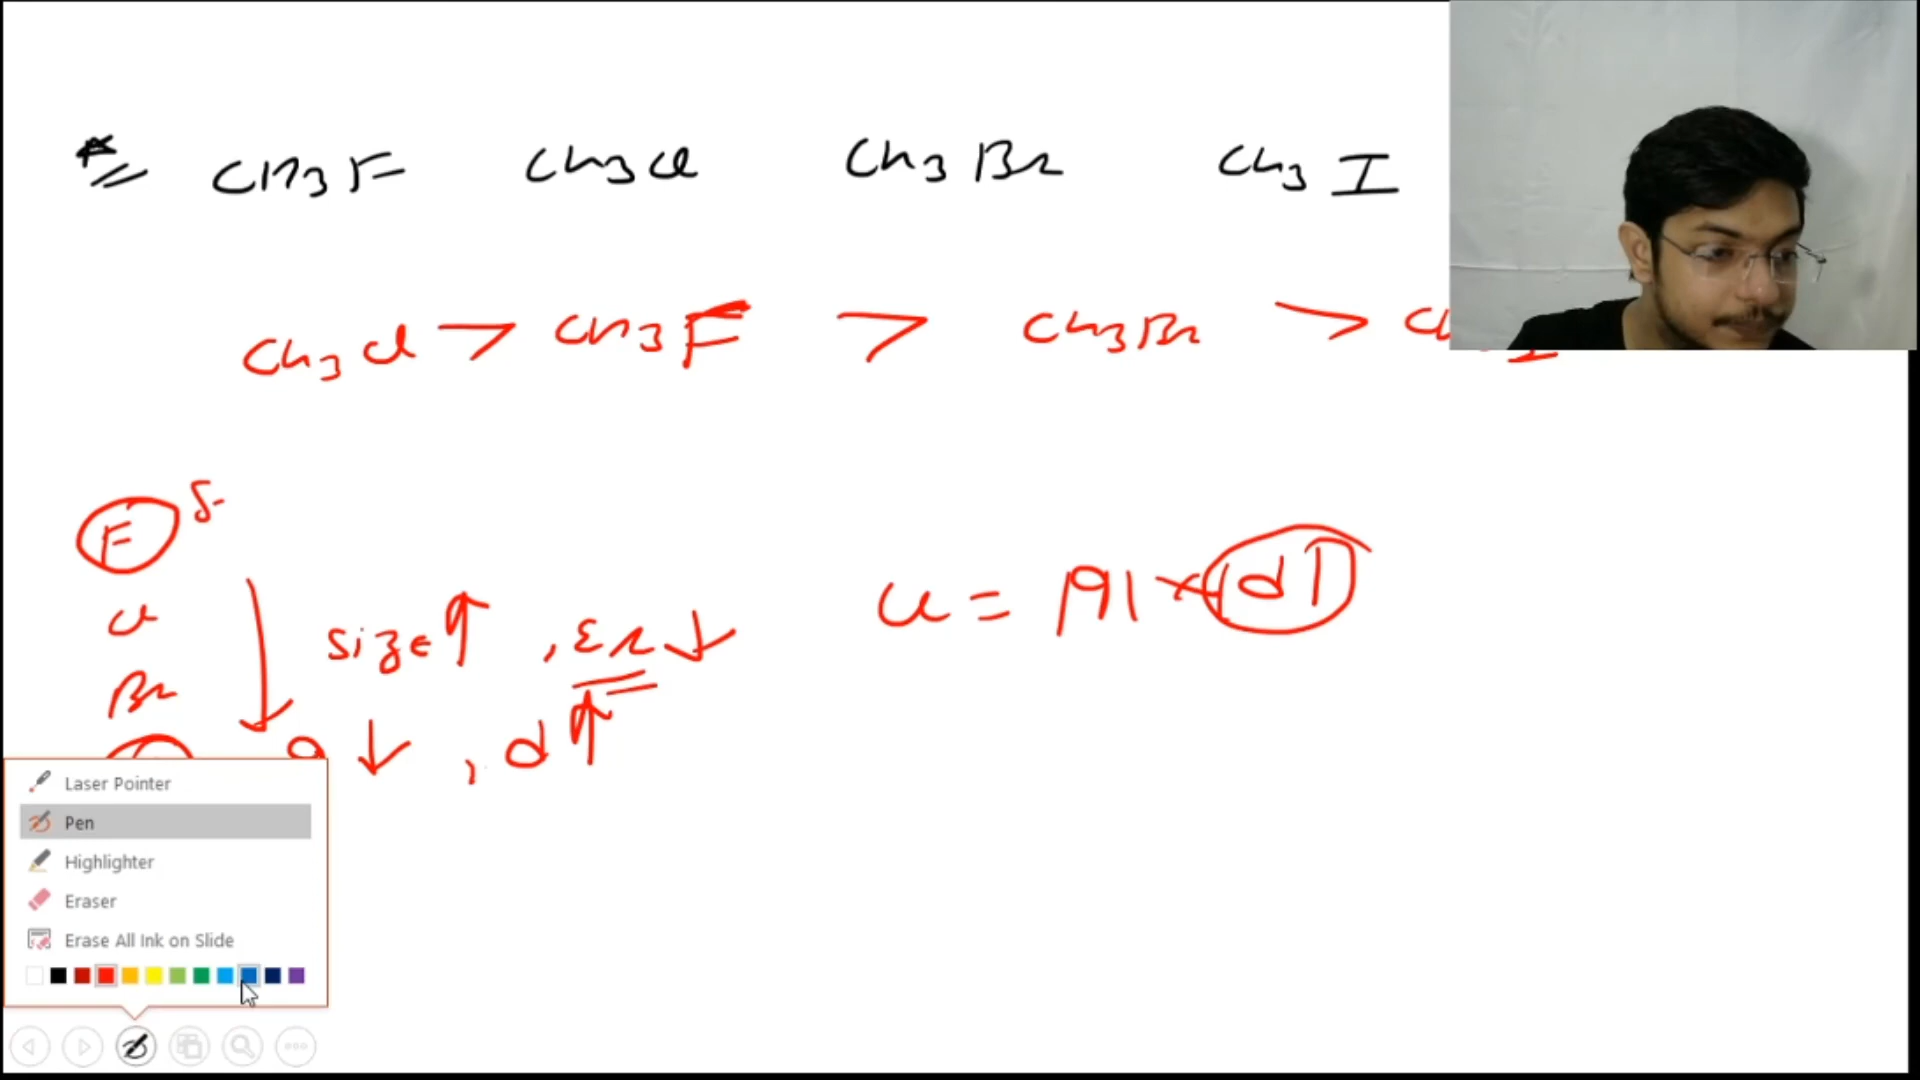 CH3F CH3Cl CH3Br CH3I
CH3Cl > CH3F > CH3Br >
F δ-
Cl
Br
size↑, EN↓
↓, d↑
u = |q| × |d|
Laser Pointer
Pen
Highlighter
Eraser
Erase All Ink on Slide